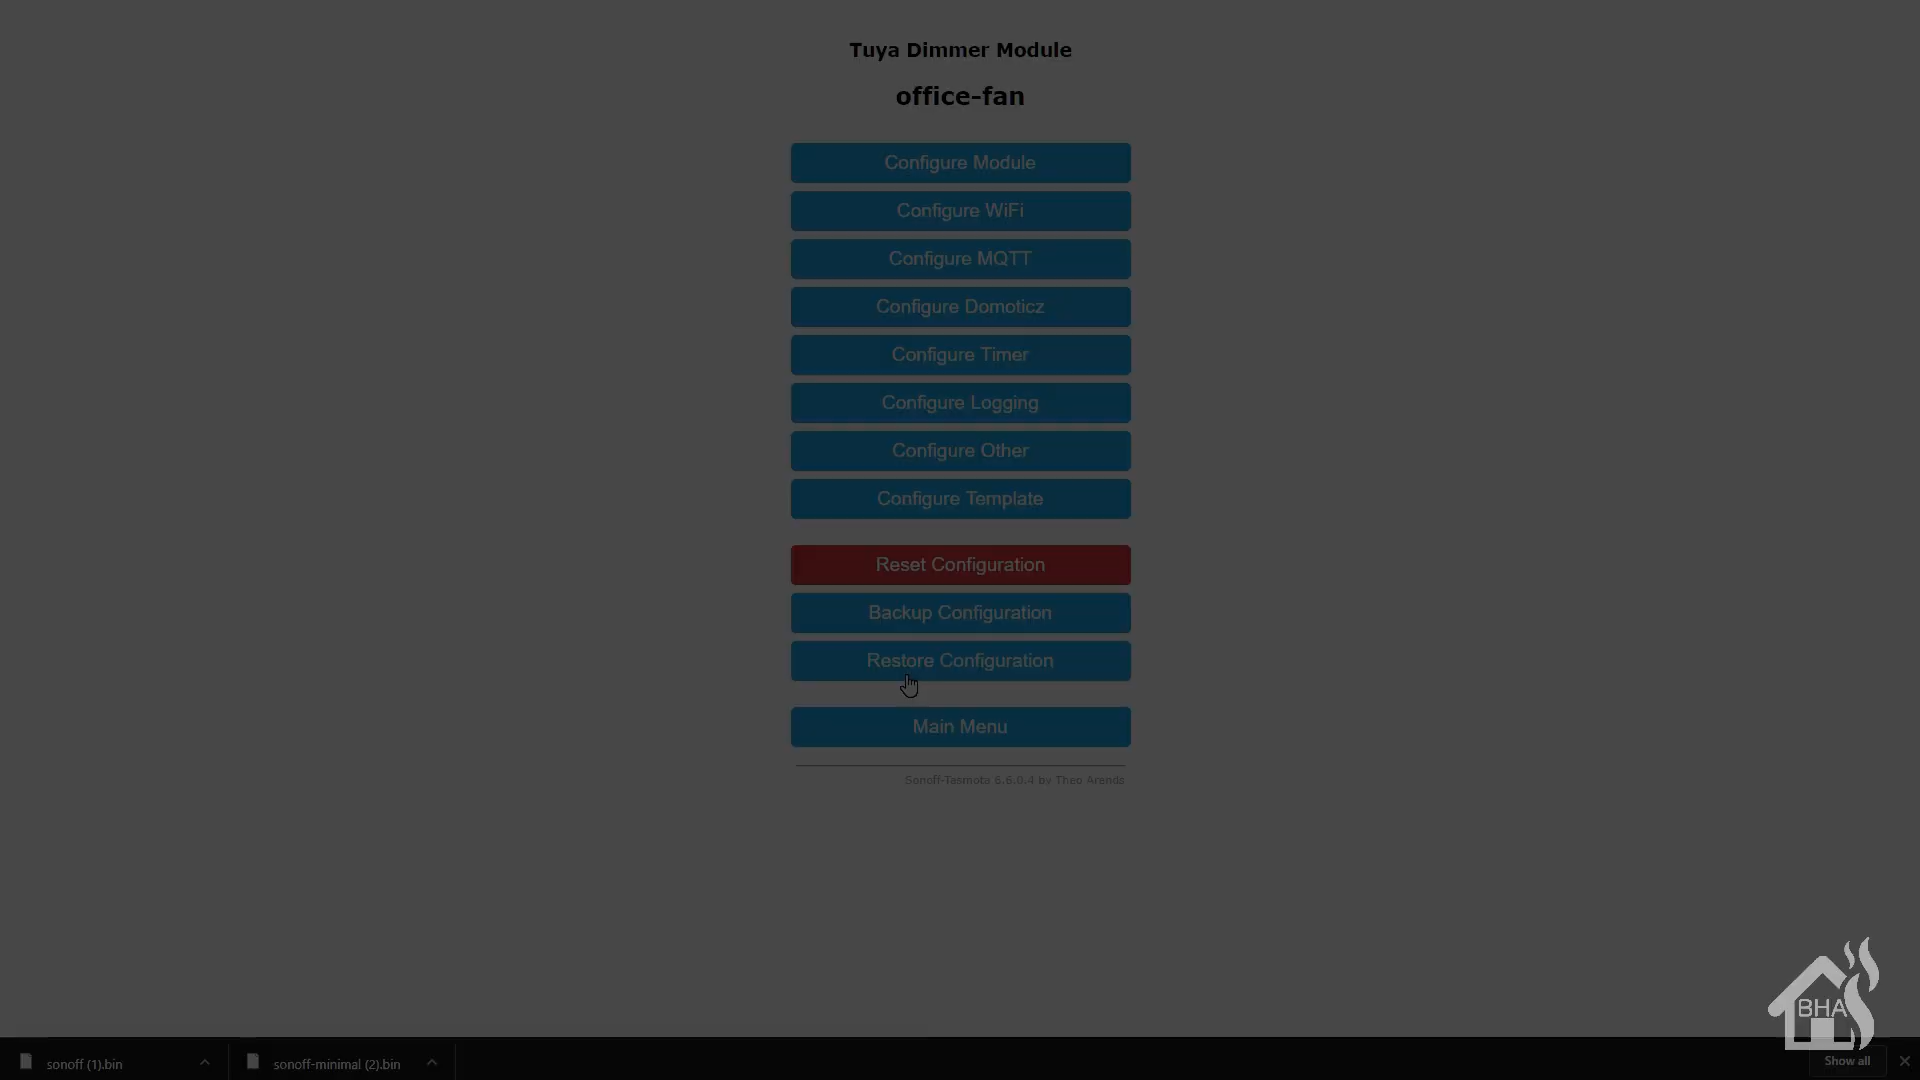 Tuya Dimmer Module
office-fan
Configure Module
Configure WiFi
Configure MQTT
Configure Domoticz
Configure Timer
Configure Logging
Configure Other
Configure Template
Reset Configuration
Backup Configuration
Restore Configuration
Main Menu
Sonoff-Tasmota 6.6.0.4 by Theo Arends
BHA
sonoff (1).bin
sonoff-minimal (2).bin
Show all